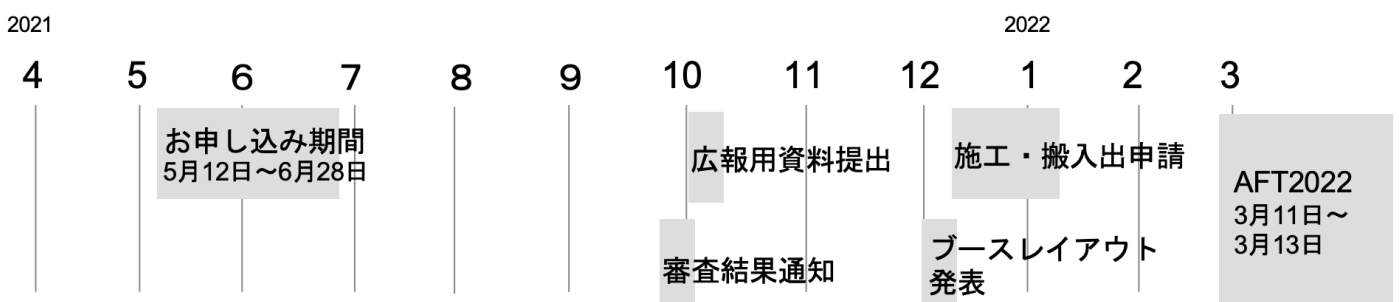 2021
2022
4 5 6 7 8 9 10 11 12 1 2 3
お申し込み期間
5月12日〜6月28日
広報用資料提出
審査結果通知
施工・搬入出申請
ブースレイアウト
発表
AFT2022
3月11日〜
3月13日